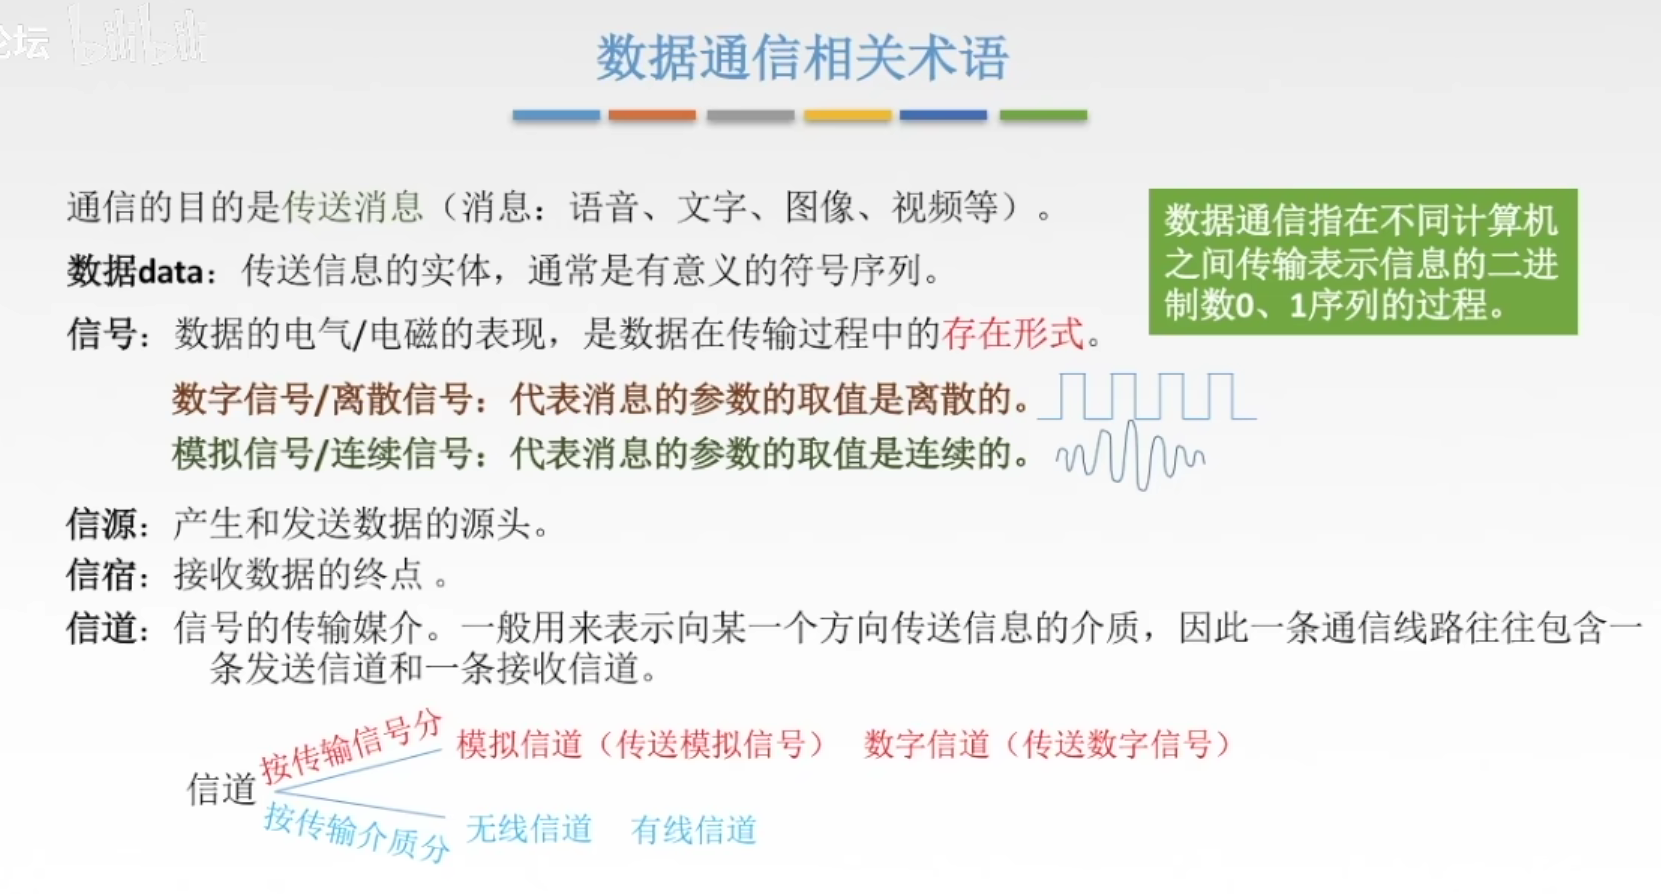 论坛 bilibili
数据通信相关术语
通信的目的是传送消息（消息：语音、文字、图像、视频等）。
数据data：传送信息的实体，通常是有意义的符号序列。
信号：数据的电气/电磁的表现，是数据在传输过程中的存在形式。
数字信号/离散信号：代表消息的参数的取值是离散的。
模拟信号/连续信号：代表消息的参数的取值是连续的。
数据通信指在不同计算机
之间传输表示信息的二进
制数0、1序列的过程。
信源：产生和发送数据的源头。
信宿：接收数据的终点 。
信道：信号的传输媒介。一般用来表示向某一个方向传送信息的介质，因此一条通信线路往往包含一
条发送信道和一条接收信道。
信道
按传输信号分
模拟信道（传送模拟信号） 数字信道（传送数字信号）
按传输介质分
无线信道 有线信道